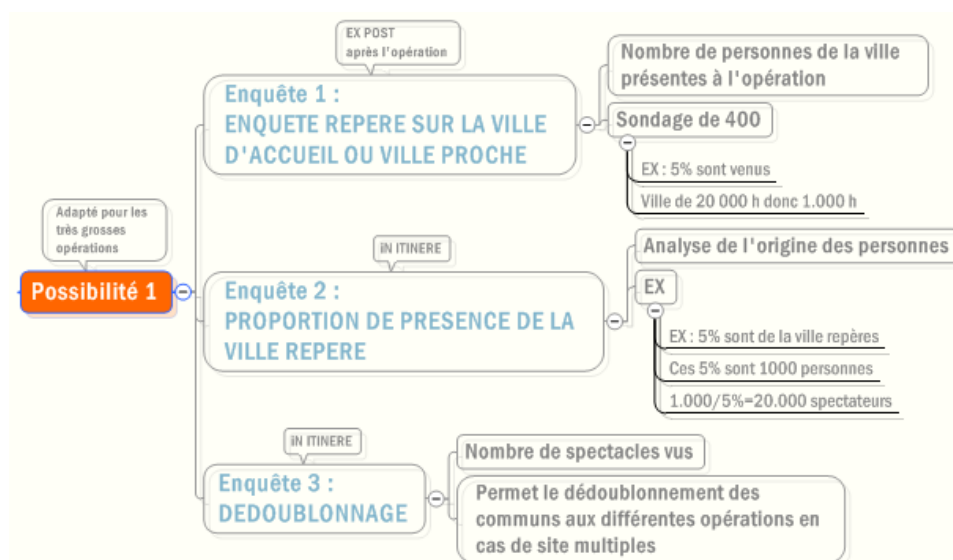 EX POST
après l'opération
Nombre de personnes de la ville
présentes à l'opération
Enquête 1 :
ENQUETE REPERE SUR LA VILLE
D'ACCUEIL OU VILLE PROCHE
Sondage de 400
EX : 5% sont venus
Ville de 20 000 h donc 1.000 h
Adapté pour les
très grosses
opérations
Possibilité 1
iN ITINERE
Analyse de l'origine des personnes
Enquête 2 :
PROPORTION DE PRESENCE DE LA
VILLE REPERE
EX
EX : 5% sont de la ville repères
Ces 5% sont 1000 personnes
1.000/5%=20.000 spectateurs
iN ITINERE
Nombre de spectacles vus
Enquête 3 :
DEDOUBLONNAGE
Permet le dédoublonnement des
communs aux différentes opérations en
cas de site multiples